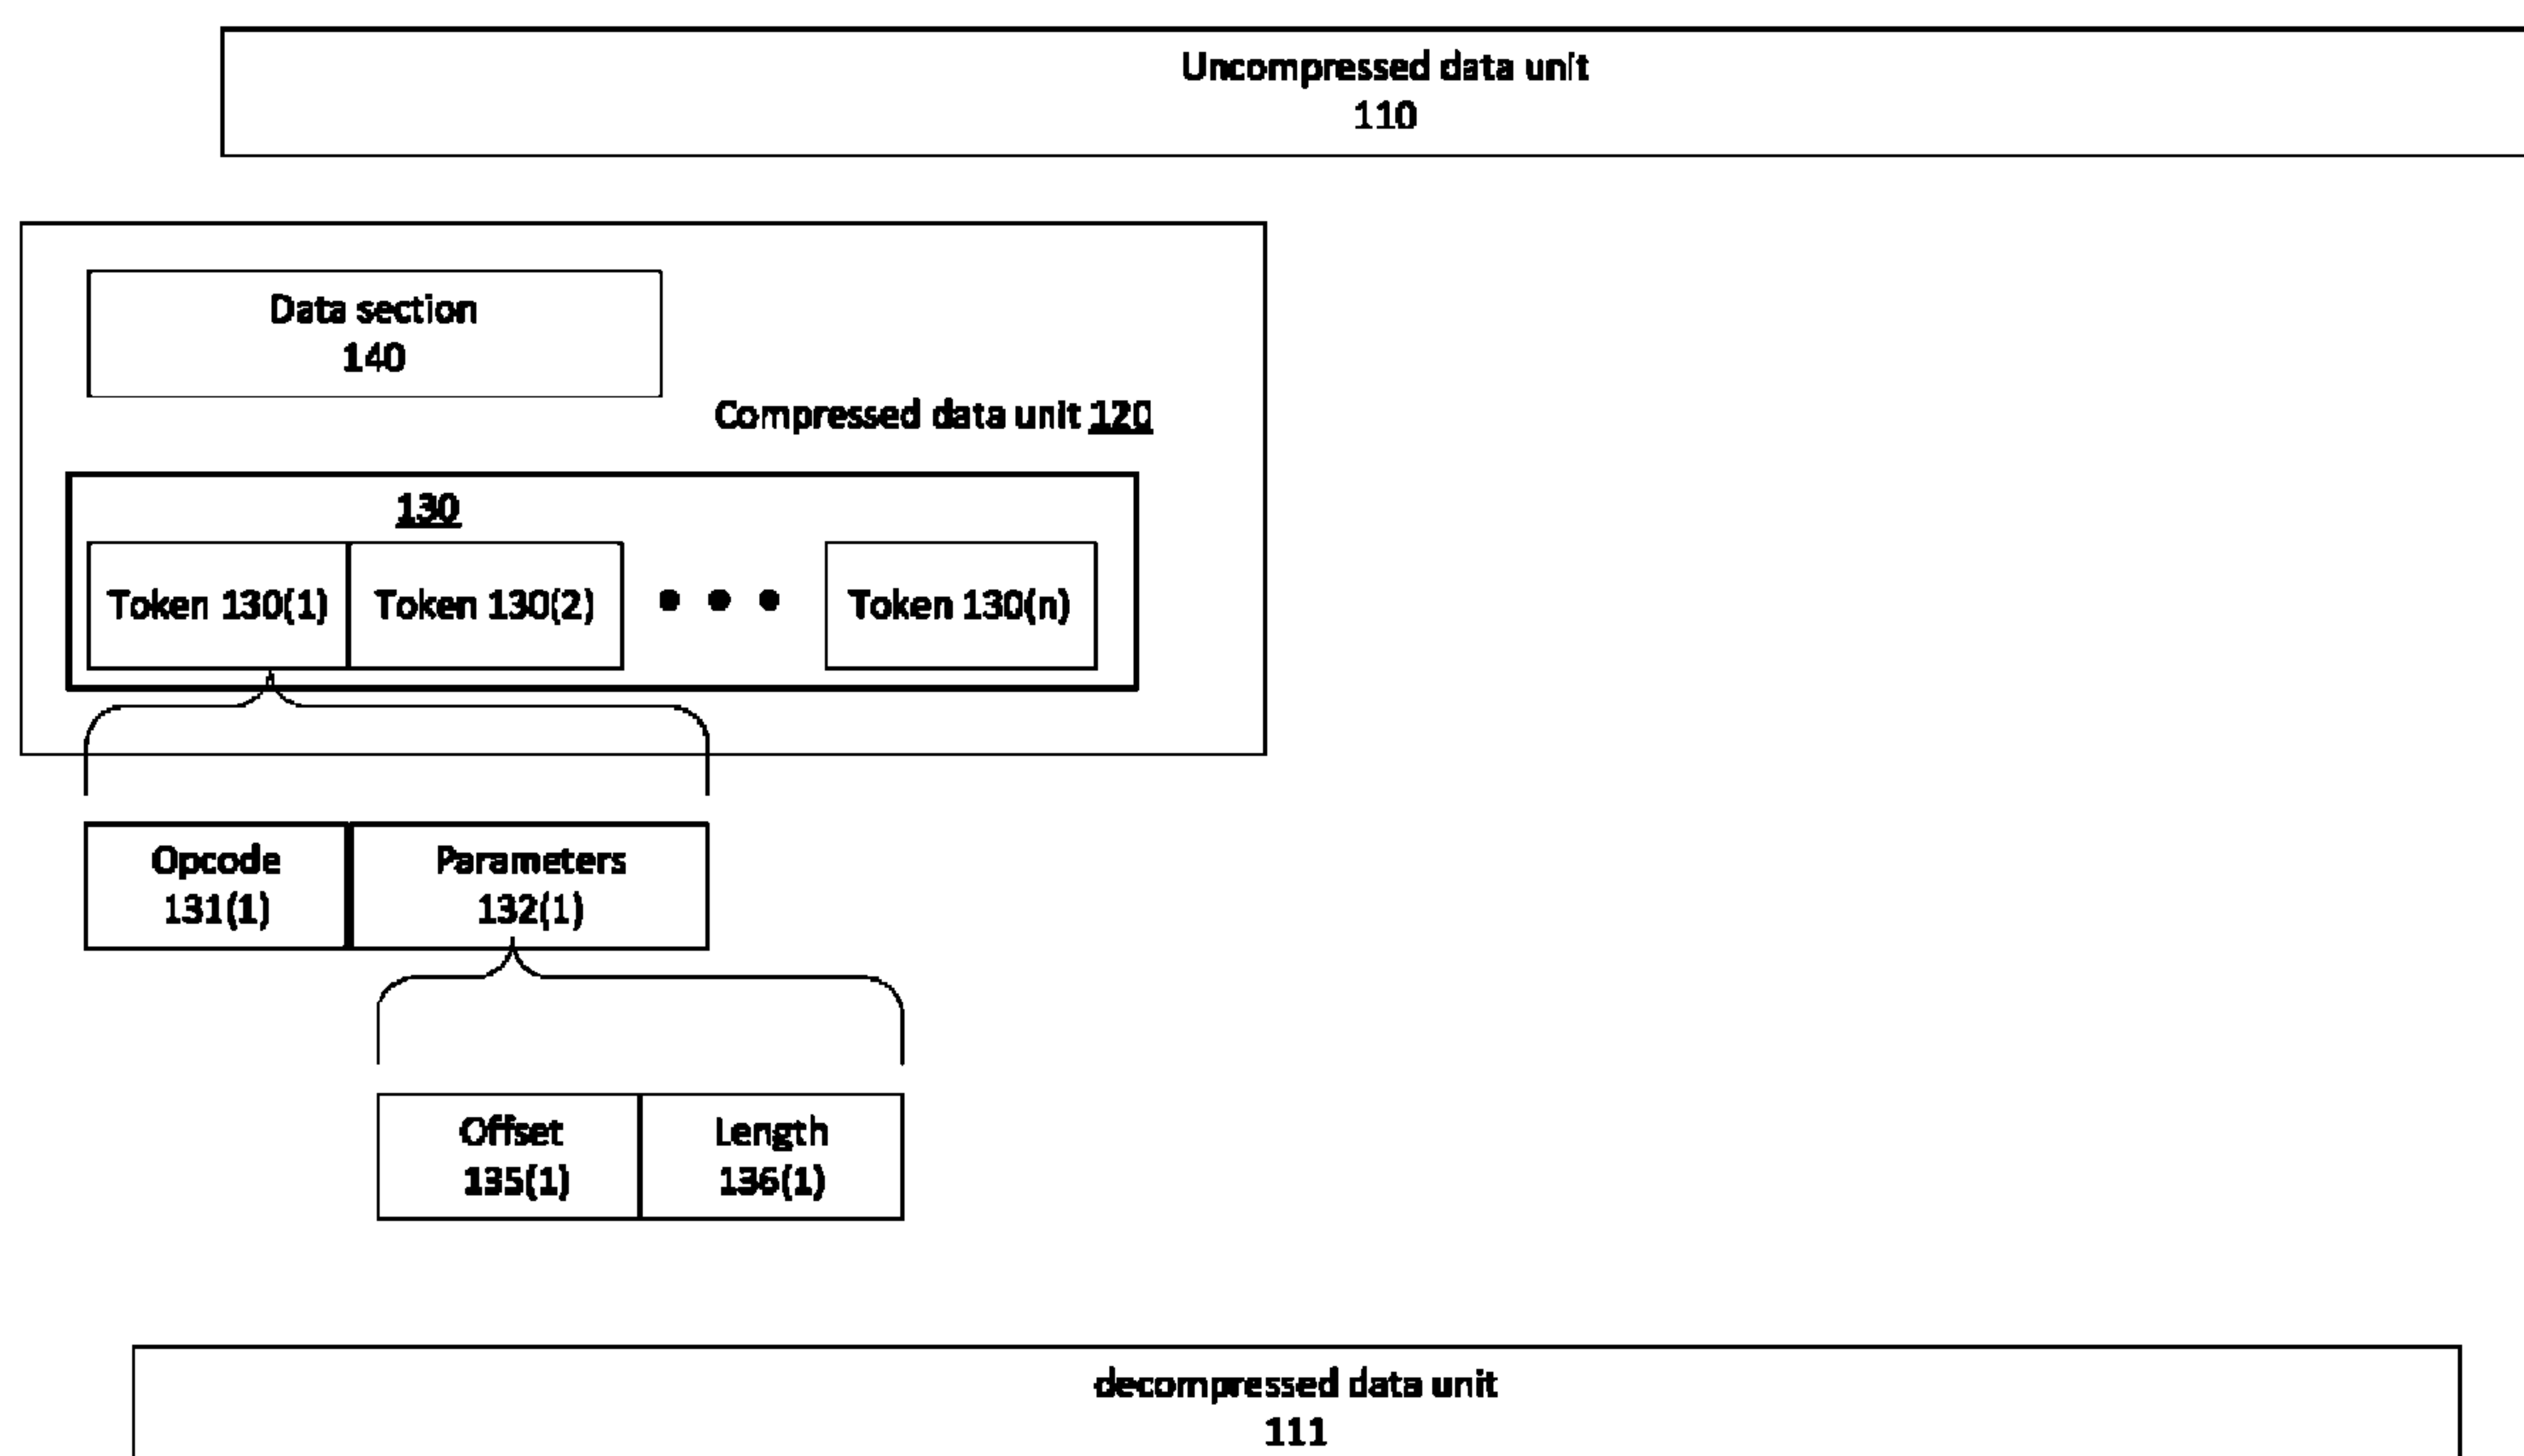 Uncompressed data unit
110
Data section
140
Compressed data unit 120
130
Token 130(1) Token 130(2) • • • Token 130(n)
Opcode Parameters
131(1) 132(1)
Offset Length
135(1) 136(1)
decompressed data unit
111